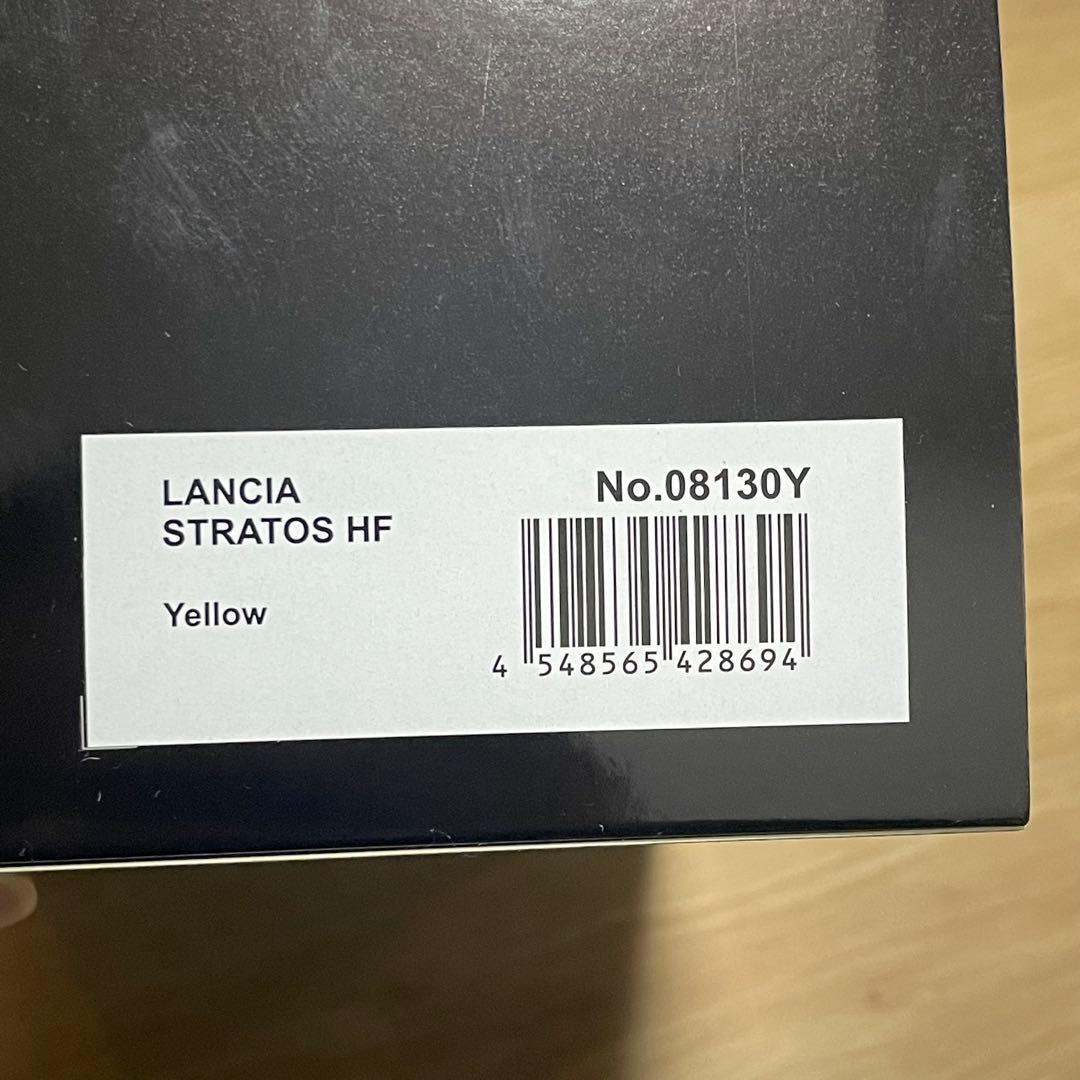 LANCIA
STRATOS HF
Yellow
No.08130Y
4 548565 428694